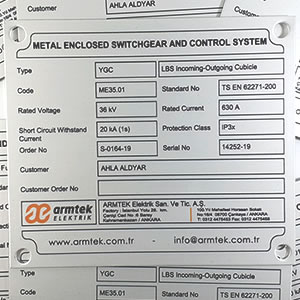 Customer AHLA ALDYAR
METAL ENCLOSED SWITCHGEAR AND CONTROL SYSTEM
Type YGC LBS Incoming-Outgoing Cubicle
Code ME35.01 Standard No TS EN 62271-200
Rated Voltage 36 kV Rated Current 630 A
Short Circuit Withstand Current 20 kA (1s) Protection Class IP3x
Order No S-0164-19 Serial No 14252-19
Customer AHLA ALDYAR
Customer Order No
armtek ELEKTRİK
ARMTEK Elektrik San. Ve Tic. A.Ş.
www.armtek.com.tr - info@armtek.com.tr
Type YGC LBS Incoming-Outgoing Cubicle
Code ME35.01 Standard No